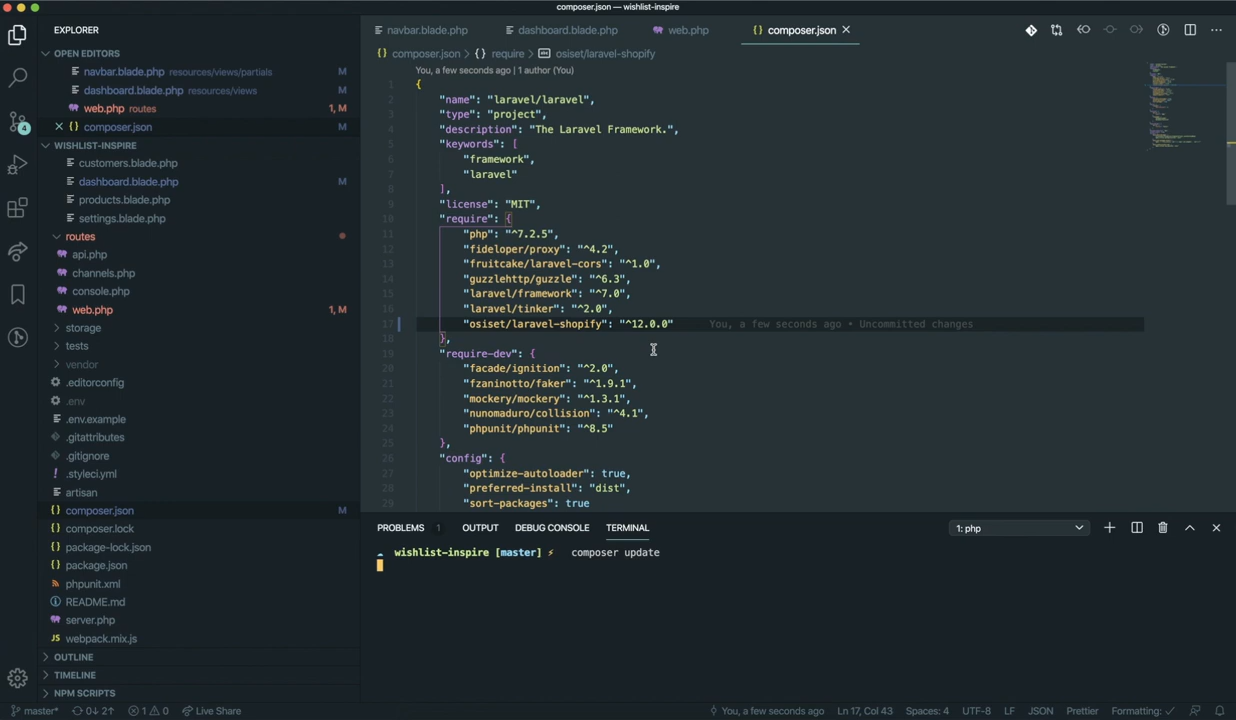 composer.json — wishlist-inspire
EXPLORER
OPEN EDITORS
navbar.blade.php resources/views/partials M
dashboard.blade.php resources/views M
web.php routes 1, M
composer.json M
WISHLIST-INSPIRE
customers.blade.php
dashboard.blade.php M
products.blade.php
settings.blade.php
routes
api.php
channels.php
console.php
web.php 1, M
storage
tests
vendor
.editorconfig
.env
.env.example
.gitattributes
.gitignore
.styleci.yml
artisan
composer.json M
composer.lock
package-lock.json
package.json
phpunit.xml
README.md
server.php
webpack.mix.js
OUTLINE
TIMELINE
NPM SCRIPTS
4
navbar.blade.php dashboard.blade.php web.php composer.json
composer.json > {} require > osiset/laravel-shopify
You, a few seconds ago | 1 author (You)
1 {
2 "name": "laravel/laravel",
3 "type": "project",
4 "description": "The Laravel Framework.",
5 "keywords": [
6 "framework",
7 "laravel"
8 ],
9 "license": "MIT",
10 "require": {
11 "php": "^7.2.5",
12 "fideloper/proxy": "^4.2",
13 "fruitcake/laravel-cors": "^1.0",
14 "guzzlehttp/guzzle": "^6.3",
15 "laravel/framework": "^7.0",
16 "laravel/tinker": "^2.0",
17 "osiset/laravel-shopify": "^12.0.0" You, a few seconds ago • Uncommitted changes
18 },
19 "require-dev": {
20 "facade/ignition": "^2.0",
21 "fzaninotto/faker": "^1.9.1",
22 "mockery/mockery": "^1.3.1",
23 "nunomaduro/collision": "^4.1",
24 "phpunit/phpunit": "^8.5"
25 },
26 "config": {
27 "optimize-autoloader": true,
28 "preferred-install": "dist",
29 "sort-packages": true
PROBLEMS 1 OUTPUT DEBUG CONSOLE TERMINAL 1: php
wishlist-inspire [master] ⚡ composer update
master* 0↓ 2↑ 1 0 Live Share You, a few seconds ago Ln 17, Col 43 Spaces: 4 UTF-8 LF JSON Prettier Formatting: ✓